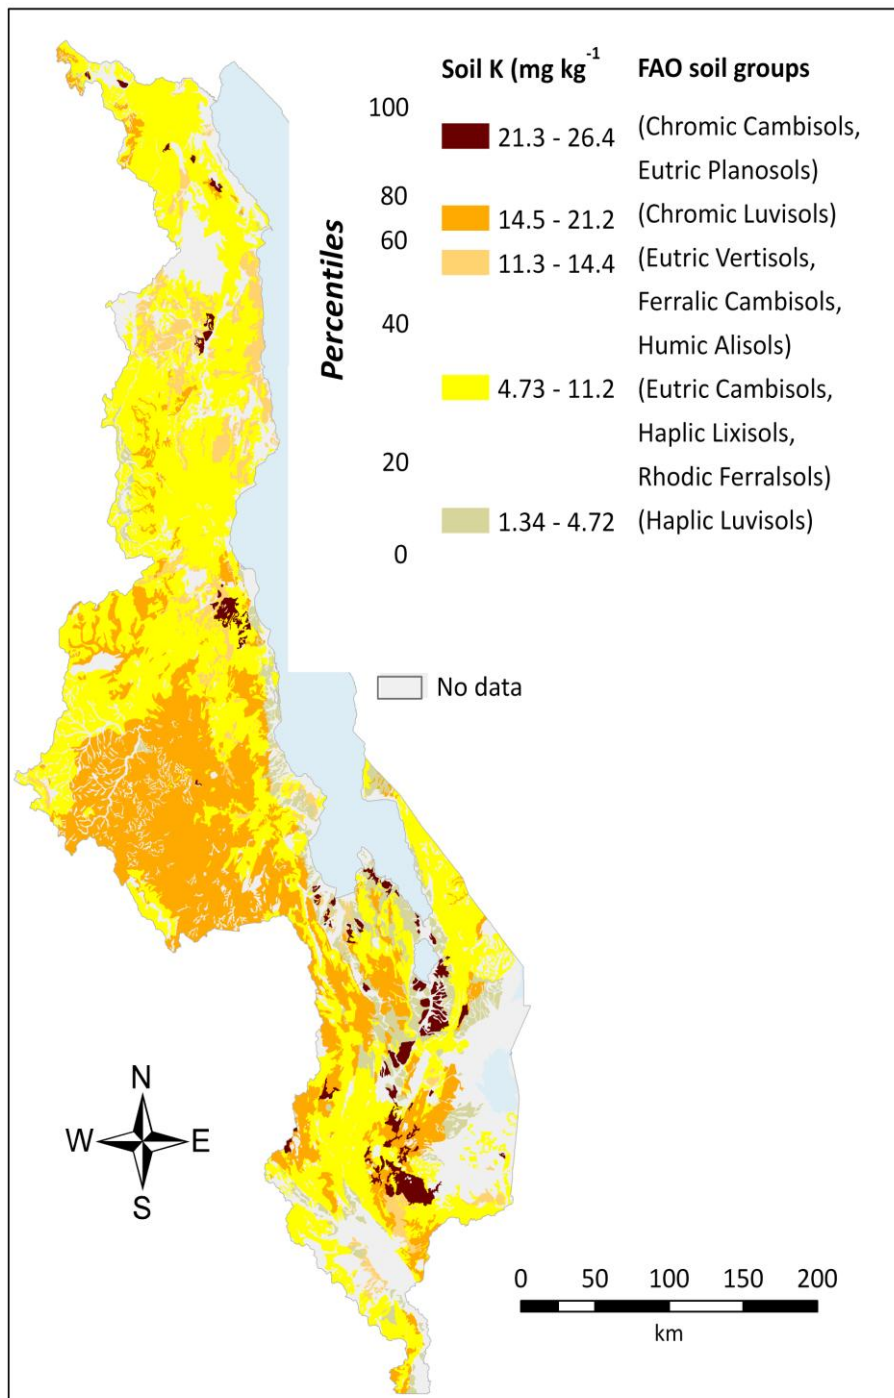 Soil K (mg kg-1 FAO soil groups
100
21.3 - 26.4 (Chromic Cambisols,
Eutric Planosols)
80
14.5 - 21.2 (Chromic Luvisols)
60
11.3 - 14.4 (Eutric Vertisols,
Ferralic Cambisols,
Humic Alisols)
40
Percentiles
4.73 - 11.2 (Eutric Cambisols,
Haplic Lixisols,
Rhodic Ferralsols)
20
1.34 - 4.72 (Haplic Luvisols)
0
No data
N
W E
S
0 50 100 150 200
km